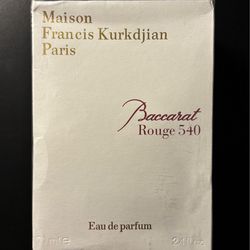 Maison
Francis Kurkdjian
Paris
Baccarat
Rouge 540
Eau de parfum